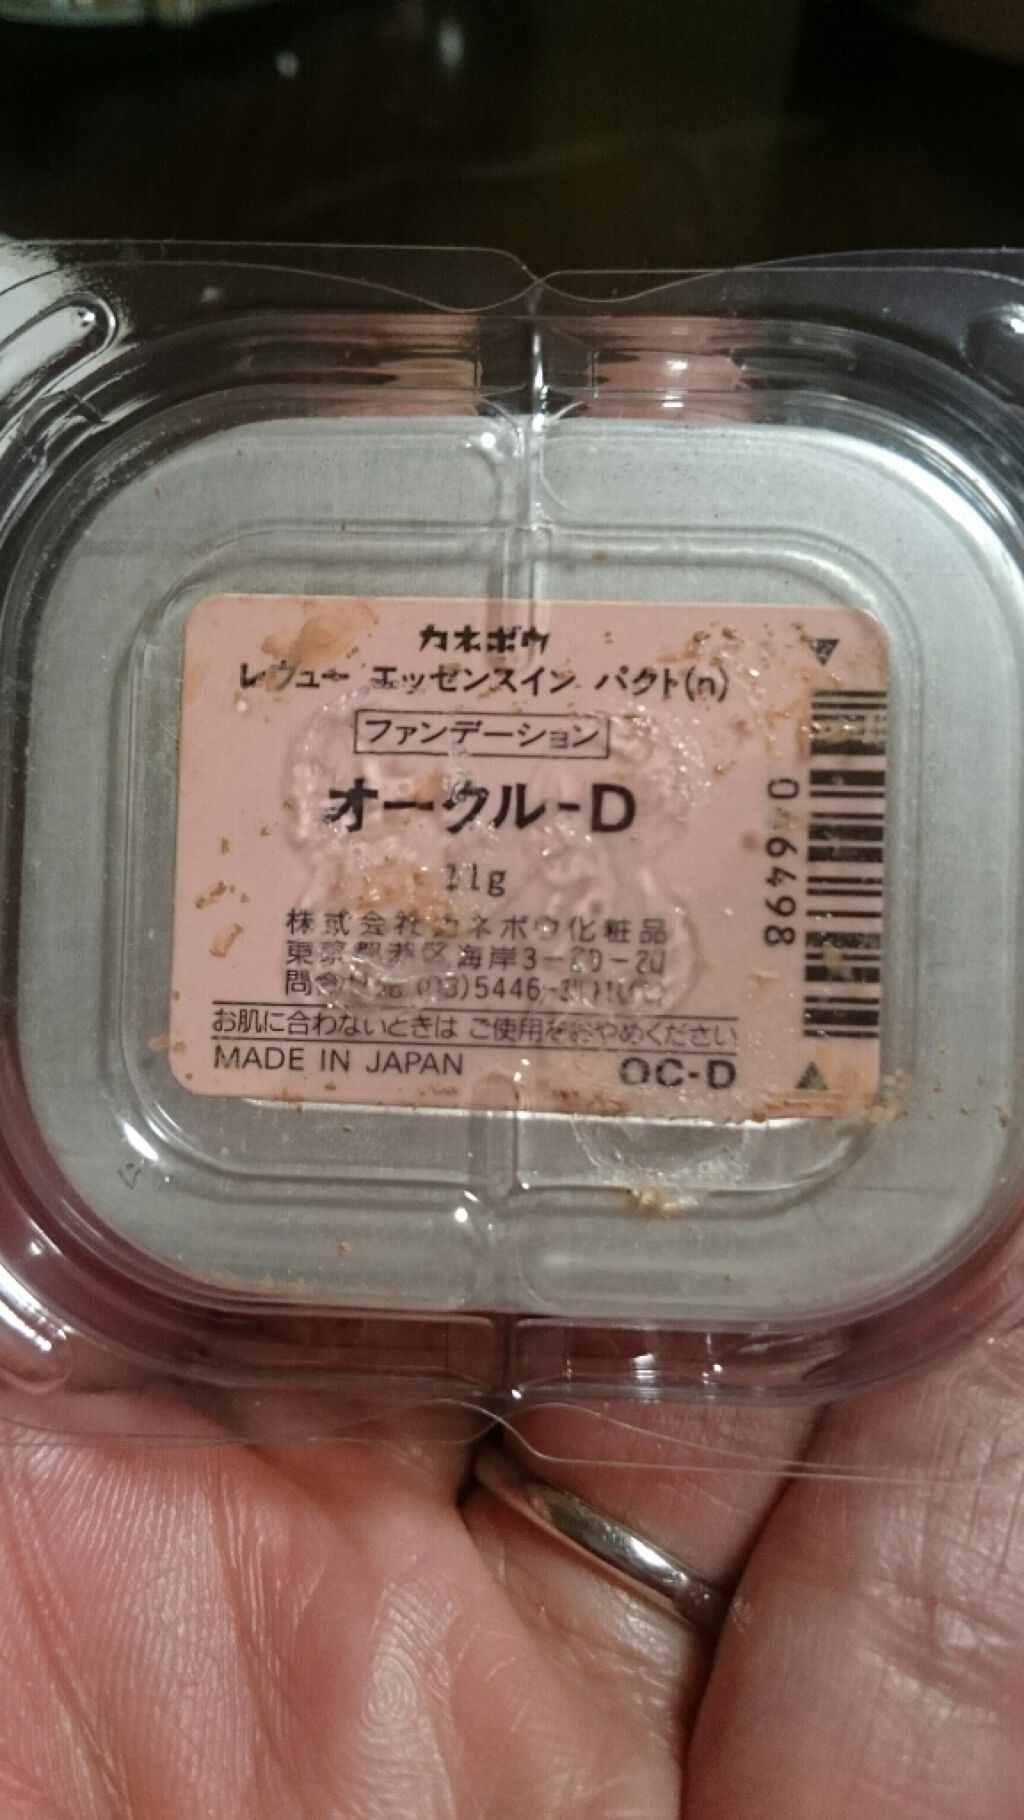 カネボウ
レヴュー エッセンスイン パクト(n)
ファンデーション
オークル-D
11g
株式会社カネボウ化粧品
東京都港区海岸3-20-20
(03)5446-
お肌に合わないときは ご使用をおやめください
MADE IN JAPAN
OC-D